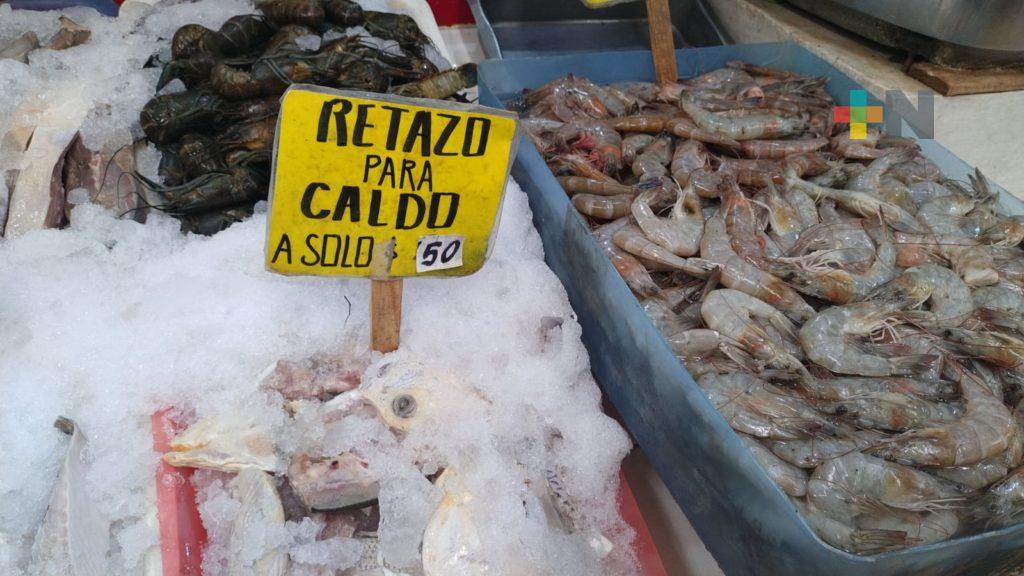 RETAZO
PARA
CALDO
A SOLO $ 50
N